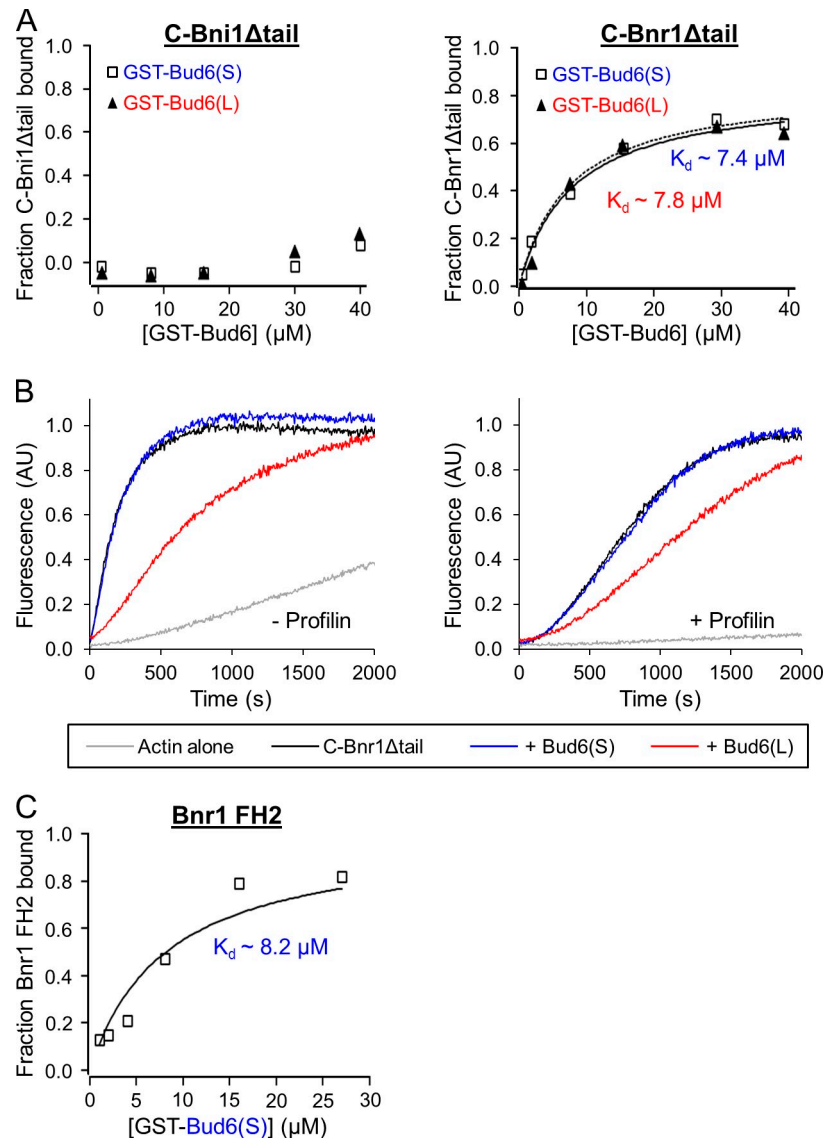 A
C-Bni1Δtail
Fraction C-Bni1Δtail bound
1.0
0.8
0.6
0.4
0.2
0.0
GST-Bud6(S)
GST-Bud6(L)
0 10 20 30 40
[GST-Bud6] (µM)
C-Bnr1Δtail
Fraction C-Bnr1Δtail bound
1.0
0.8
0.6
0.4
0.2
0.0
GST-Bud6(S)
GST-Bud6(L)
Kd ~ 7.4 µM
Kd ~ 7.8 µM
0 10 20 30 40
[GST-Bud6] (µM)
B
Fluorescence (AU)
1.0
0.8
0.6
0.4
0.2
0.0
- Profilin
0 500 1000 1500 2000
Time (s)
Fluorescence (AU)
1.0
0.8
0.6
0.4
0.2
0.0
+ Profilin
0 500 1000 1500 2000
Time (s)
Actin alone C-Bnr1Δtail + Bud6(S) + Bud6(L)
C
Bnr1 FH2
Fraction Bnr1 FH2 bound
1.0
0.8
0.6
0.4
0.2
0.0
Kd ~ 8.2 µM
0 5 10 15 20 25 30
[GST-Bud6(S)] (µM)